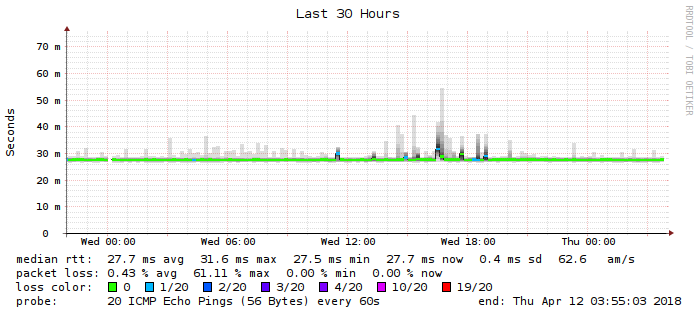 Last 30 Hours
RRDTOOL / TOBI OETIKER
Seconds
70 m
60 m
50 m
40 m
30 m
20 m
10 m
0
Wed 00:00 Wed 06:00 Wed 12:00 Wed 18:00 Thu 00:00
median rtt: 27.7 ms avg 31.6 ms max 27.5 ms min 27.7 ms now 0.4 ms sd 62.6 am/s
packet loss: 0.43 % avg 61.11 % max 0.00 % min 0.00 % now
loss color: 0 1/20 2/20 3/20 4/20 10/20 19/20
probe: 20 ICMP Echo Pings (56 Bytes) every 60s end: Thu Apr 12 03:55:03 2018